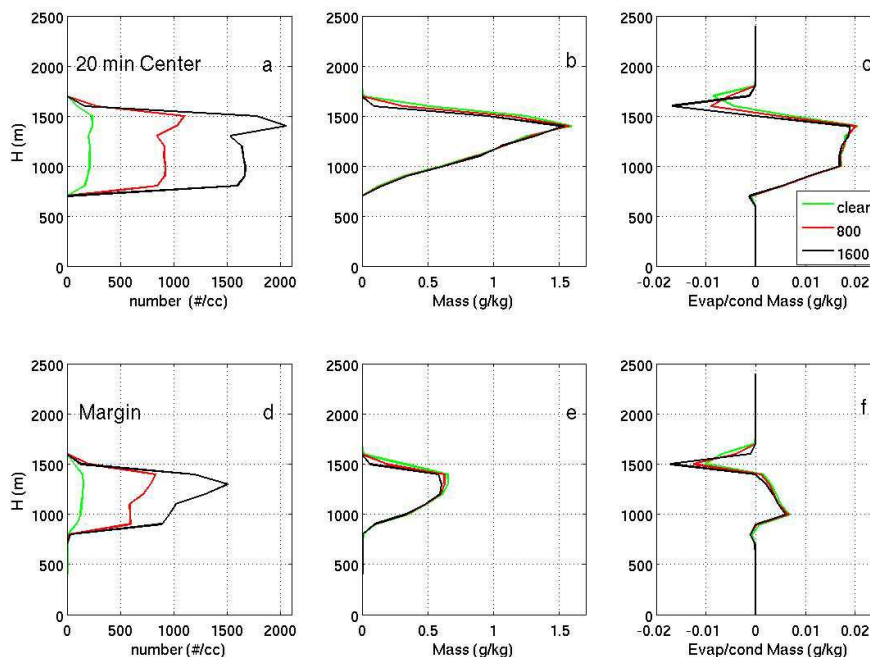 2500
2000
1500
1000
500
0
H (m)
20 min Center
a
0 500 1000 1500 2000
number (#/cc)
2500
2000
1500
1000
500
0
b
0 0.5 1 1.5
Mass (g/kg)
2500
2000
1500
1000
500
0
c
clear
800
1600
-0.02 -0.01 0 0.01 0.02
Evap/cond Mass (g/kg)
2500
2000
1500
1000
500
0
H (m)
Margin
d
0 500 1000 1500 2000
number (#/cc)
2500
2000
1500
1000
500
0
e
0 0.5 1 1.5
Mass (g/kg)
2500
2000
1500
1000
500
0
f
-0.02 -0.01 0 0.01 0.02
Evap/cond Mass (g/kg)